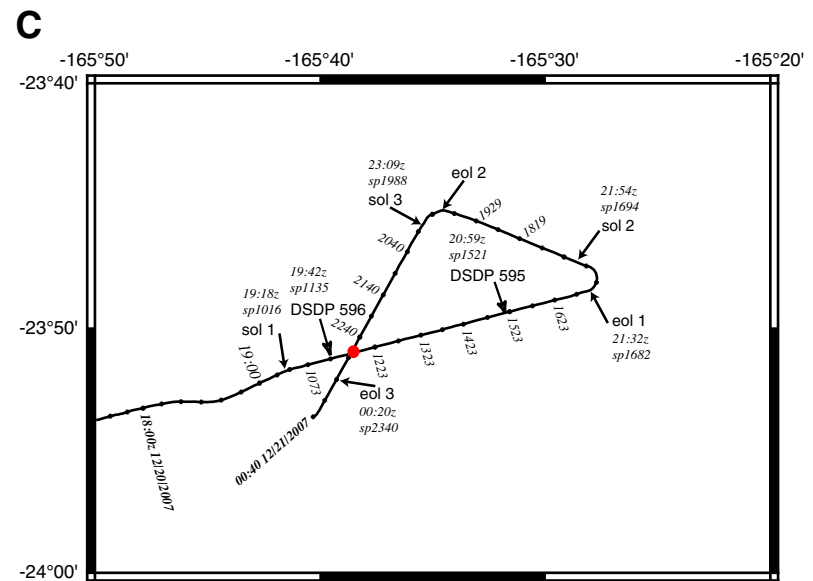 C
-165°50'
-165°40'
-165°30'
-165°20'
-23°40'
23:09z
sp1988
sol 3
eol 2
1929
1819
21:54z
sp1694
sol 2
2040
20:59z
sp1521
DSDP 595
2140
19:42z
sp1135
DSDP 596
19:18z
sp1016
sol 1
2240
-23°50'
1623
1523
1423
1323
1223
1073
eol 1
21:32z
sp1682
19:00
eol 3
00:20z
sp2340
18:00z 12/20/2007
00:40 12/21/2007
-24°00'